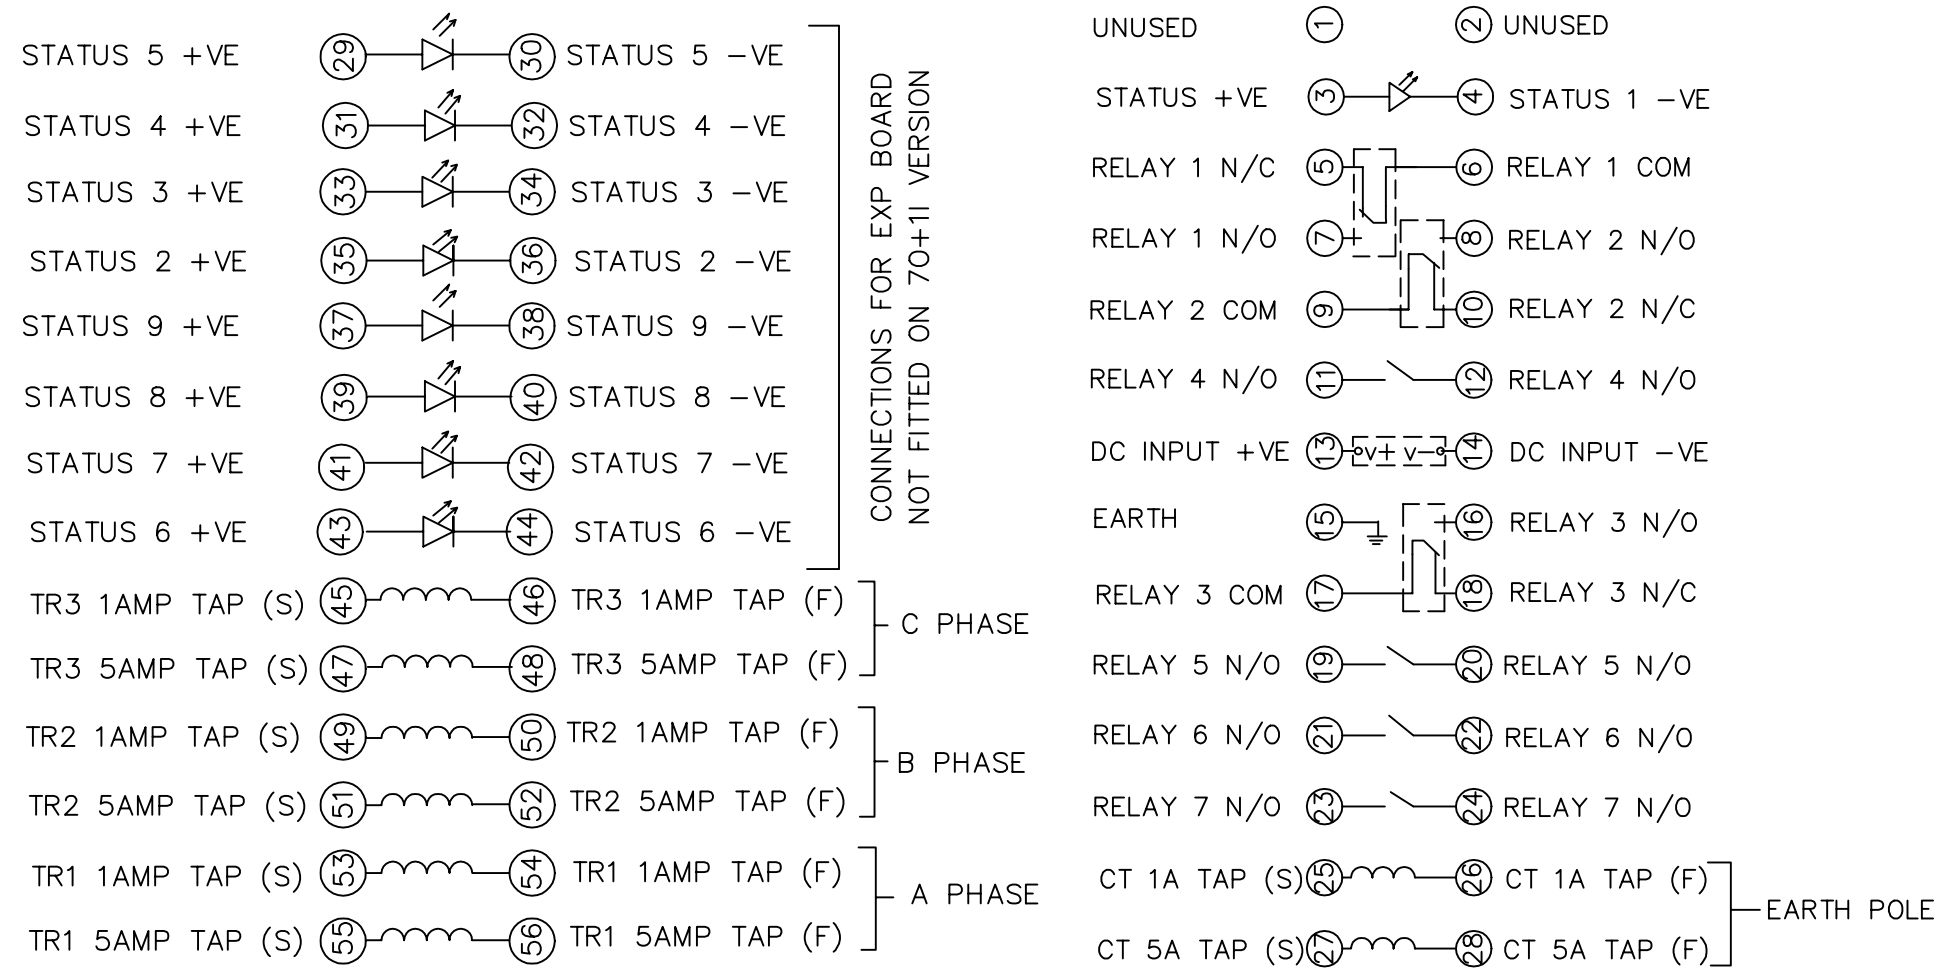 STATUS 5 +VE 29 30 STATUS 5 -VE
STATUS 4 +VE 31 32 STATUS 4 -VE
STATUS 3 +VE 33 34 STATUS 3 -VE
STATUS 2 +VE 35 36 STATUS 2 -VE
STATUS 9 +VE 37 38 STATUS 9 -VE
STATUS 8 +VE 39 40 STATUS 8 -VE
STATUS 7 +VE 41 42 STATUS 7 -VE
STATUS 6 +VE 43 44 STATUS 6 -VE
CONNECTIONS FOR EXP BOARD
NOT FITTED ON 70+1I VERSION
TR3 1AMP TAP (S) 45 46 TR3 1AMP TAP (F)
C PHASE
TR3 5AMP TAP (S) 47 48 TR3 5AMP TAP (F)
TR2 1AMP TAP (S) 49 50 TR2 1AMP TAP (F)
B PHASE
TR2 5AMP TAP (S) 51 52 TR2 5AMP TAP (F)
TR1 1AMP TAP (S) 53 54 TR1 1AMP TAP (F)
A PHASE
TR1 5AMP TAP (S) 55 56 TR1 5AMP TAP (F)
UNUSED 1 2 UNUSED
STATUS +VE 3 4 STATUS 1 -VE
RELAY 1 N/C 5 6 RELAY 1 COM
RELAY 1 N/O 7 8 RELAY 2 N/O
RELAY 2 COM 9 10 RELAY 2 N/C
RELAY 4 N/O 11 12 RELAY 4 N/O
DC INPUT +VE 13 V+ V- 14 DC INPUT -VE
EARTH 15 16 RELAY 3 N/O
RELAY 3 COM 17 18 RELAY 3 N/C
RELAY 5 N/O 19 20 RELAY 5 N/O
RELAY 6 N/O 21 22 RELAY 6 N/O
RELAY 7 N/O 23 24 RELAY 7 N/O
CT 1A TAP (S) 25 26 CT 1A TAP (F)
EARTH POLE
CT 5A TAP (S) 27 28 CT 5A TAP (F)